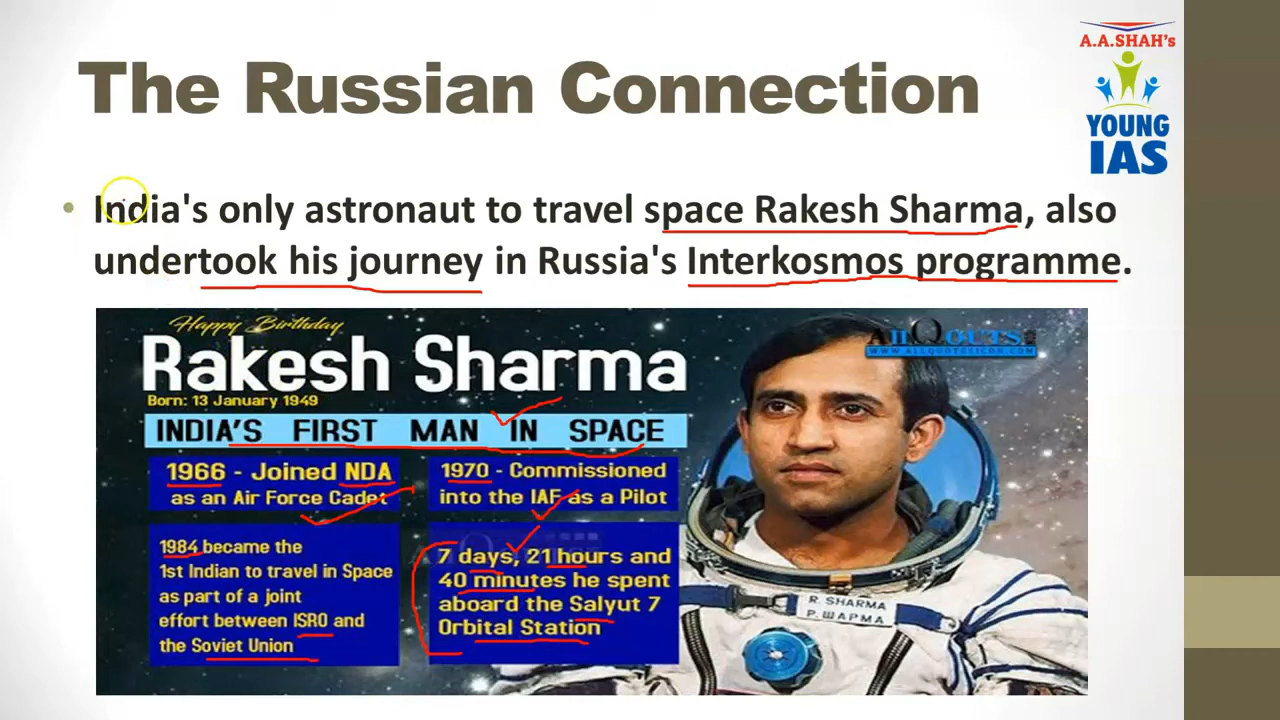 A.A.SHAH's
YOUNG
IAS
The Russian Connection
• India's only astronaut to travel space Rakesh Sharma, also
undertook his journey in Russia's Interkosmos programme.
Happy Birthday
Rakesh Sharma
Born: 13 January 1949
INDIA'S FIRST MAN IN SPACE
1966 - Joined NDA
as an Air Force Cadet
1970 - Commissioned
into the IAF as a Pilot
1984 became the
1st Indian to travel in Space
as part of a joint
effort between ISRO and
the Soviet Union
7 days, 21 hours and
40 minutes he spent
aboard the Salyut 7
Orbital Station
R. SHARMA
Р. ШАРМА